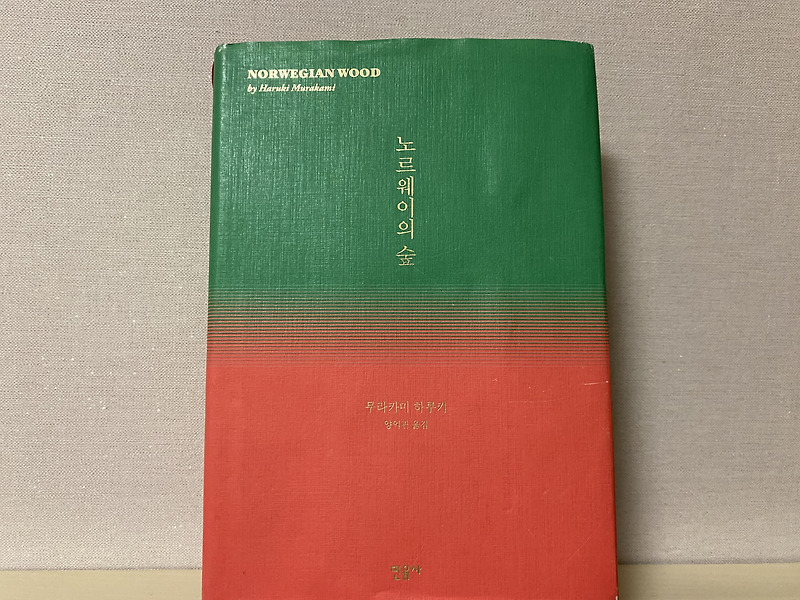 NORWEGIAN WOOD
by Haruki Murakami
노르웨이의 숲
무라카미 하루키
양억관 옮김
민음사